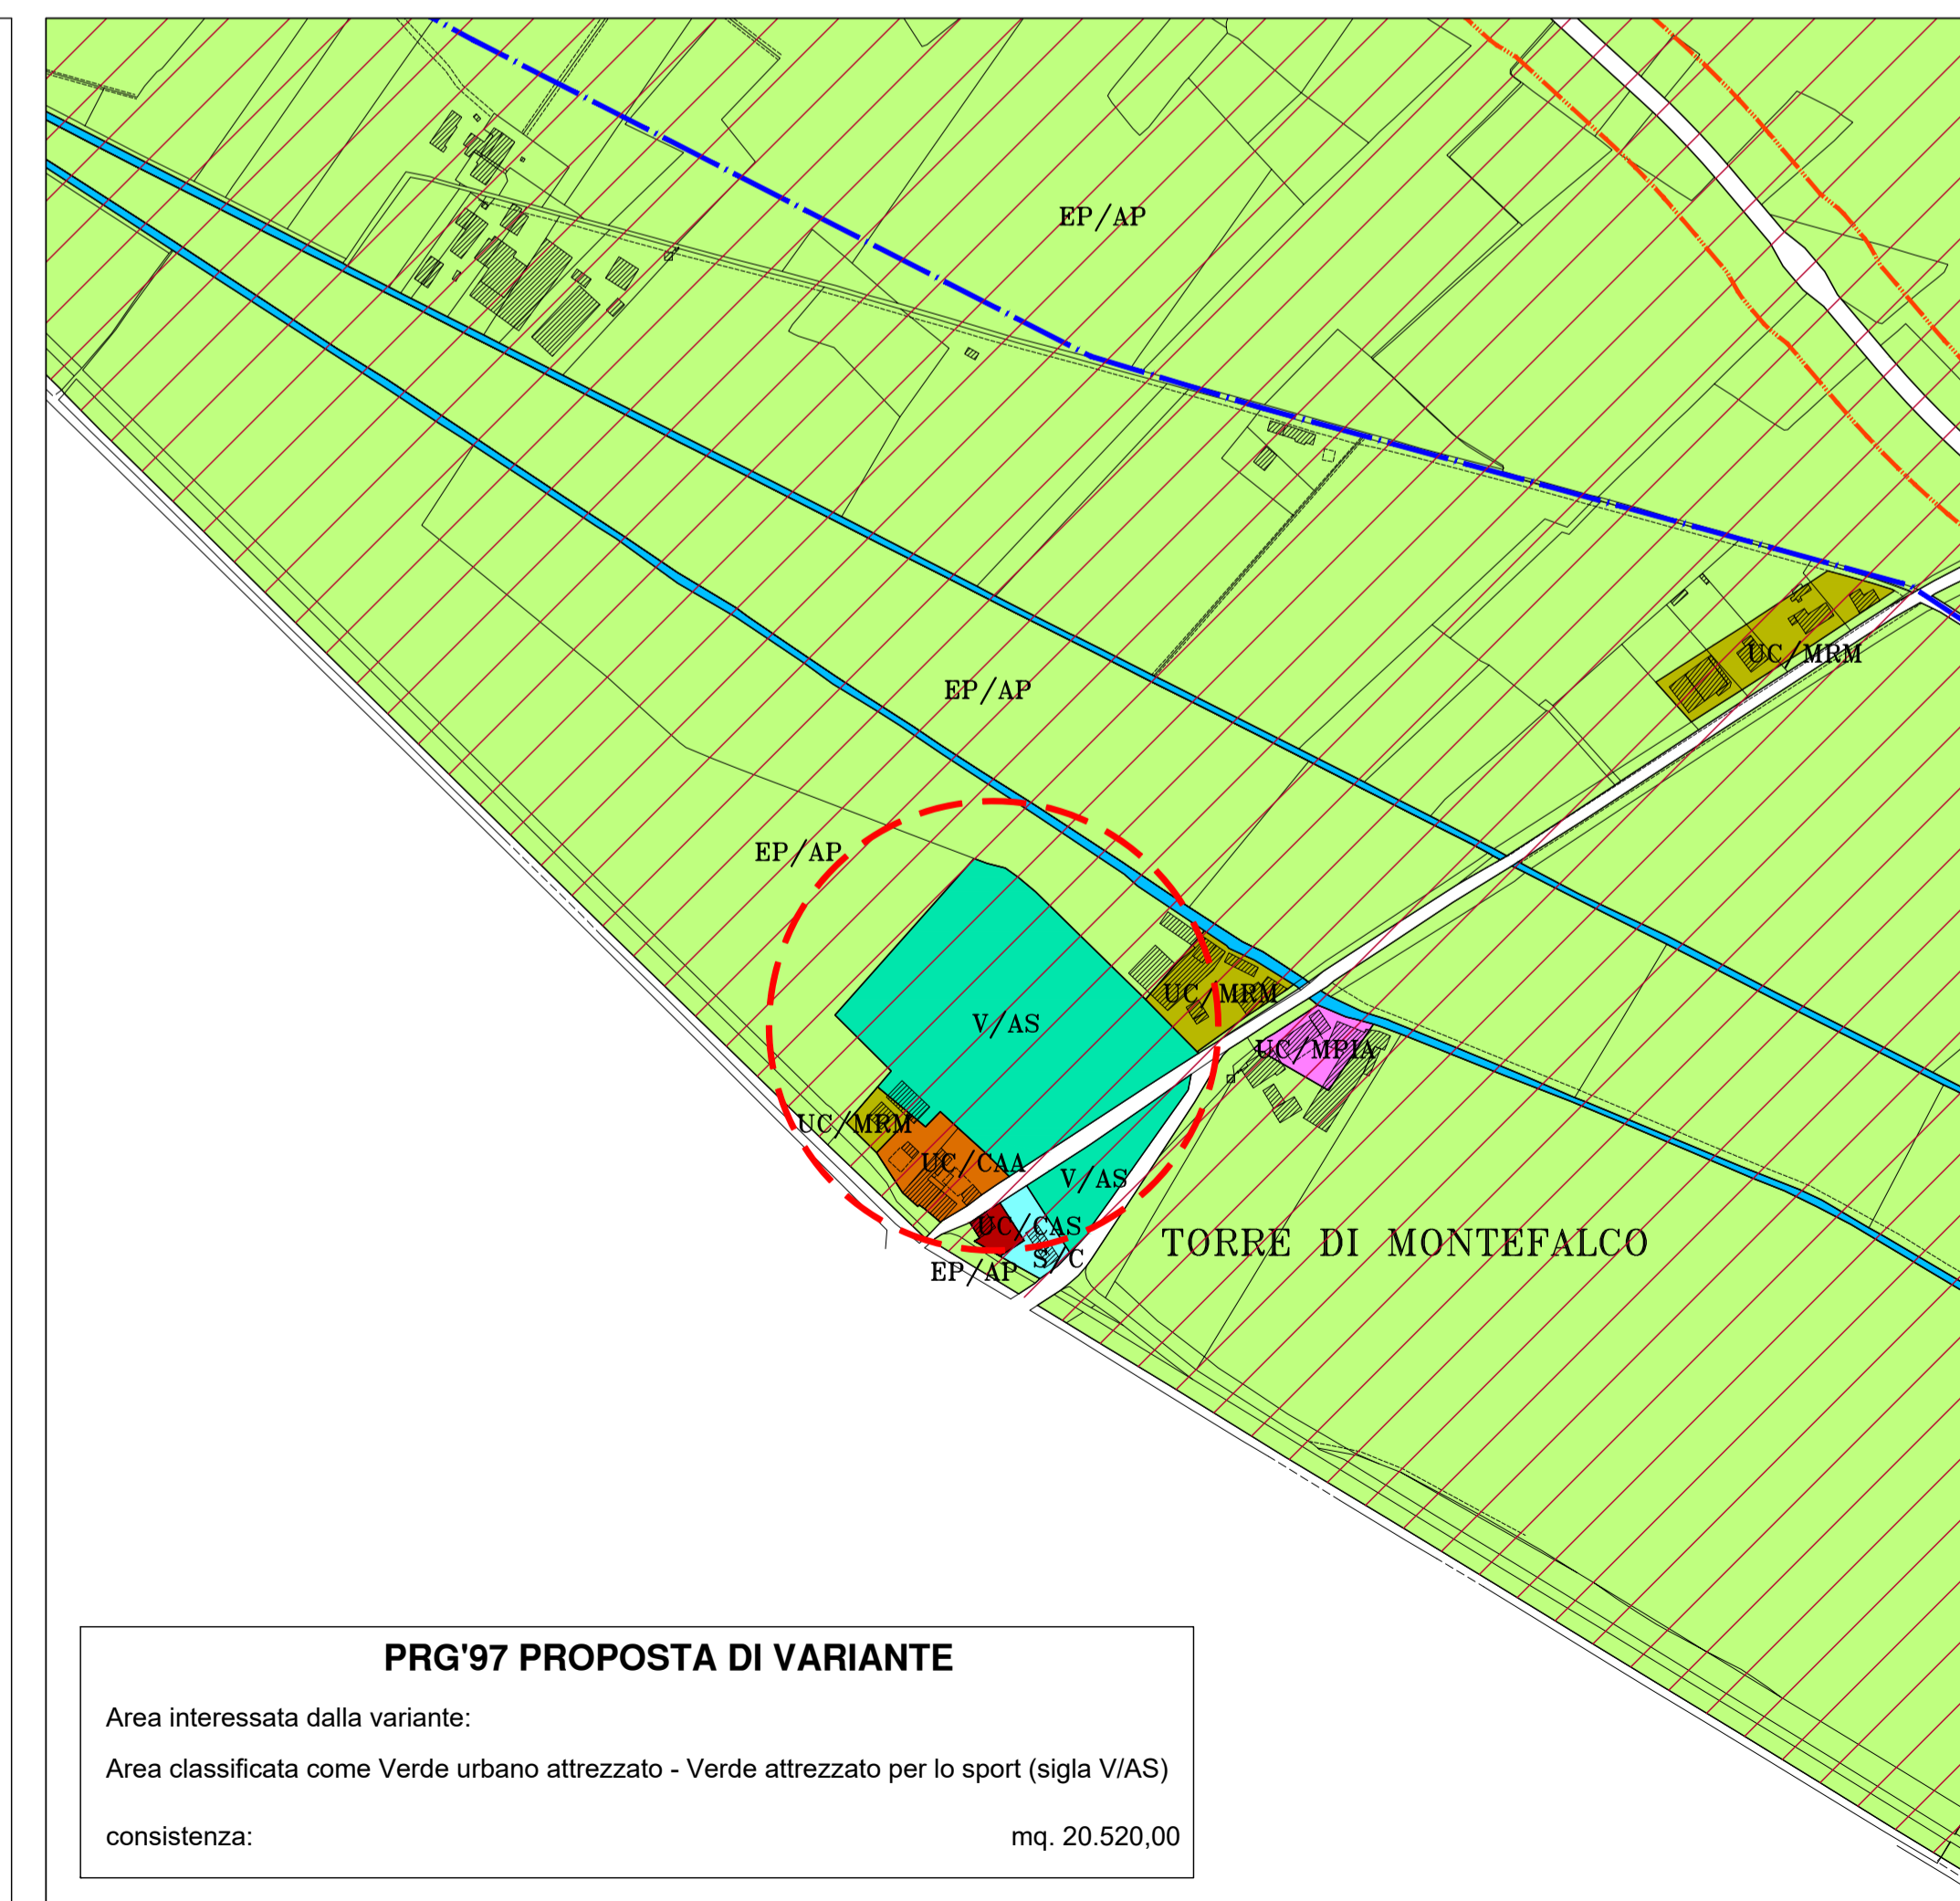 EP/AP
UC/MRM
EP/AP
EP/AP
UC/MRM
V/AS
UC/MPIA
UC/MRM
UC/CAA
V/AS
UC/CAS
TORRE DI MONTEFALCO
S/C
EP/AP
PRG'97 PROPOSTA DI VARIANTE
Area interessata dalla variante:
Area classificata come Verde urbano attrezzato - Verde attrezzato per lo sport (sigla V/AS)
consistenza: mq. 20.520,00